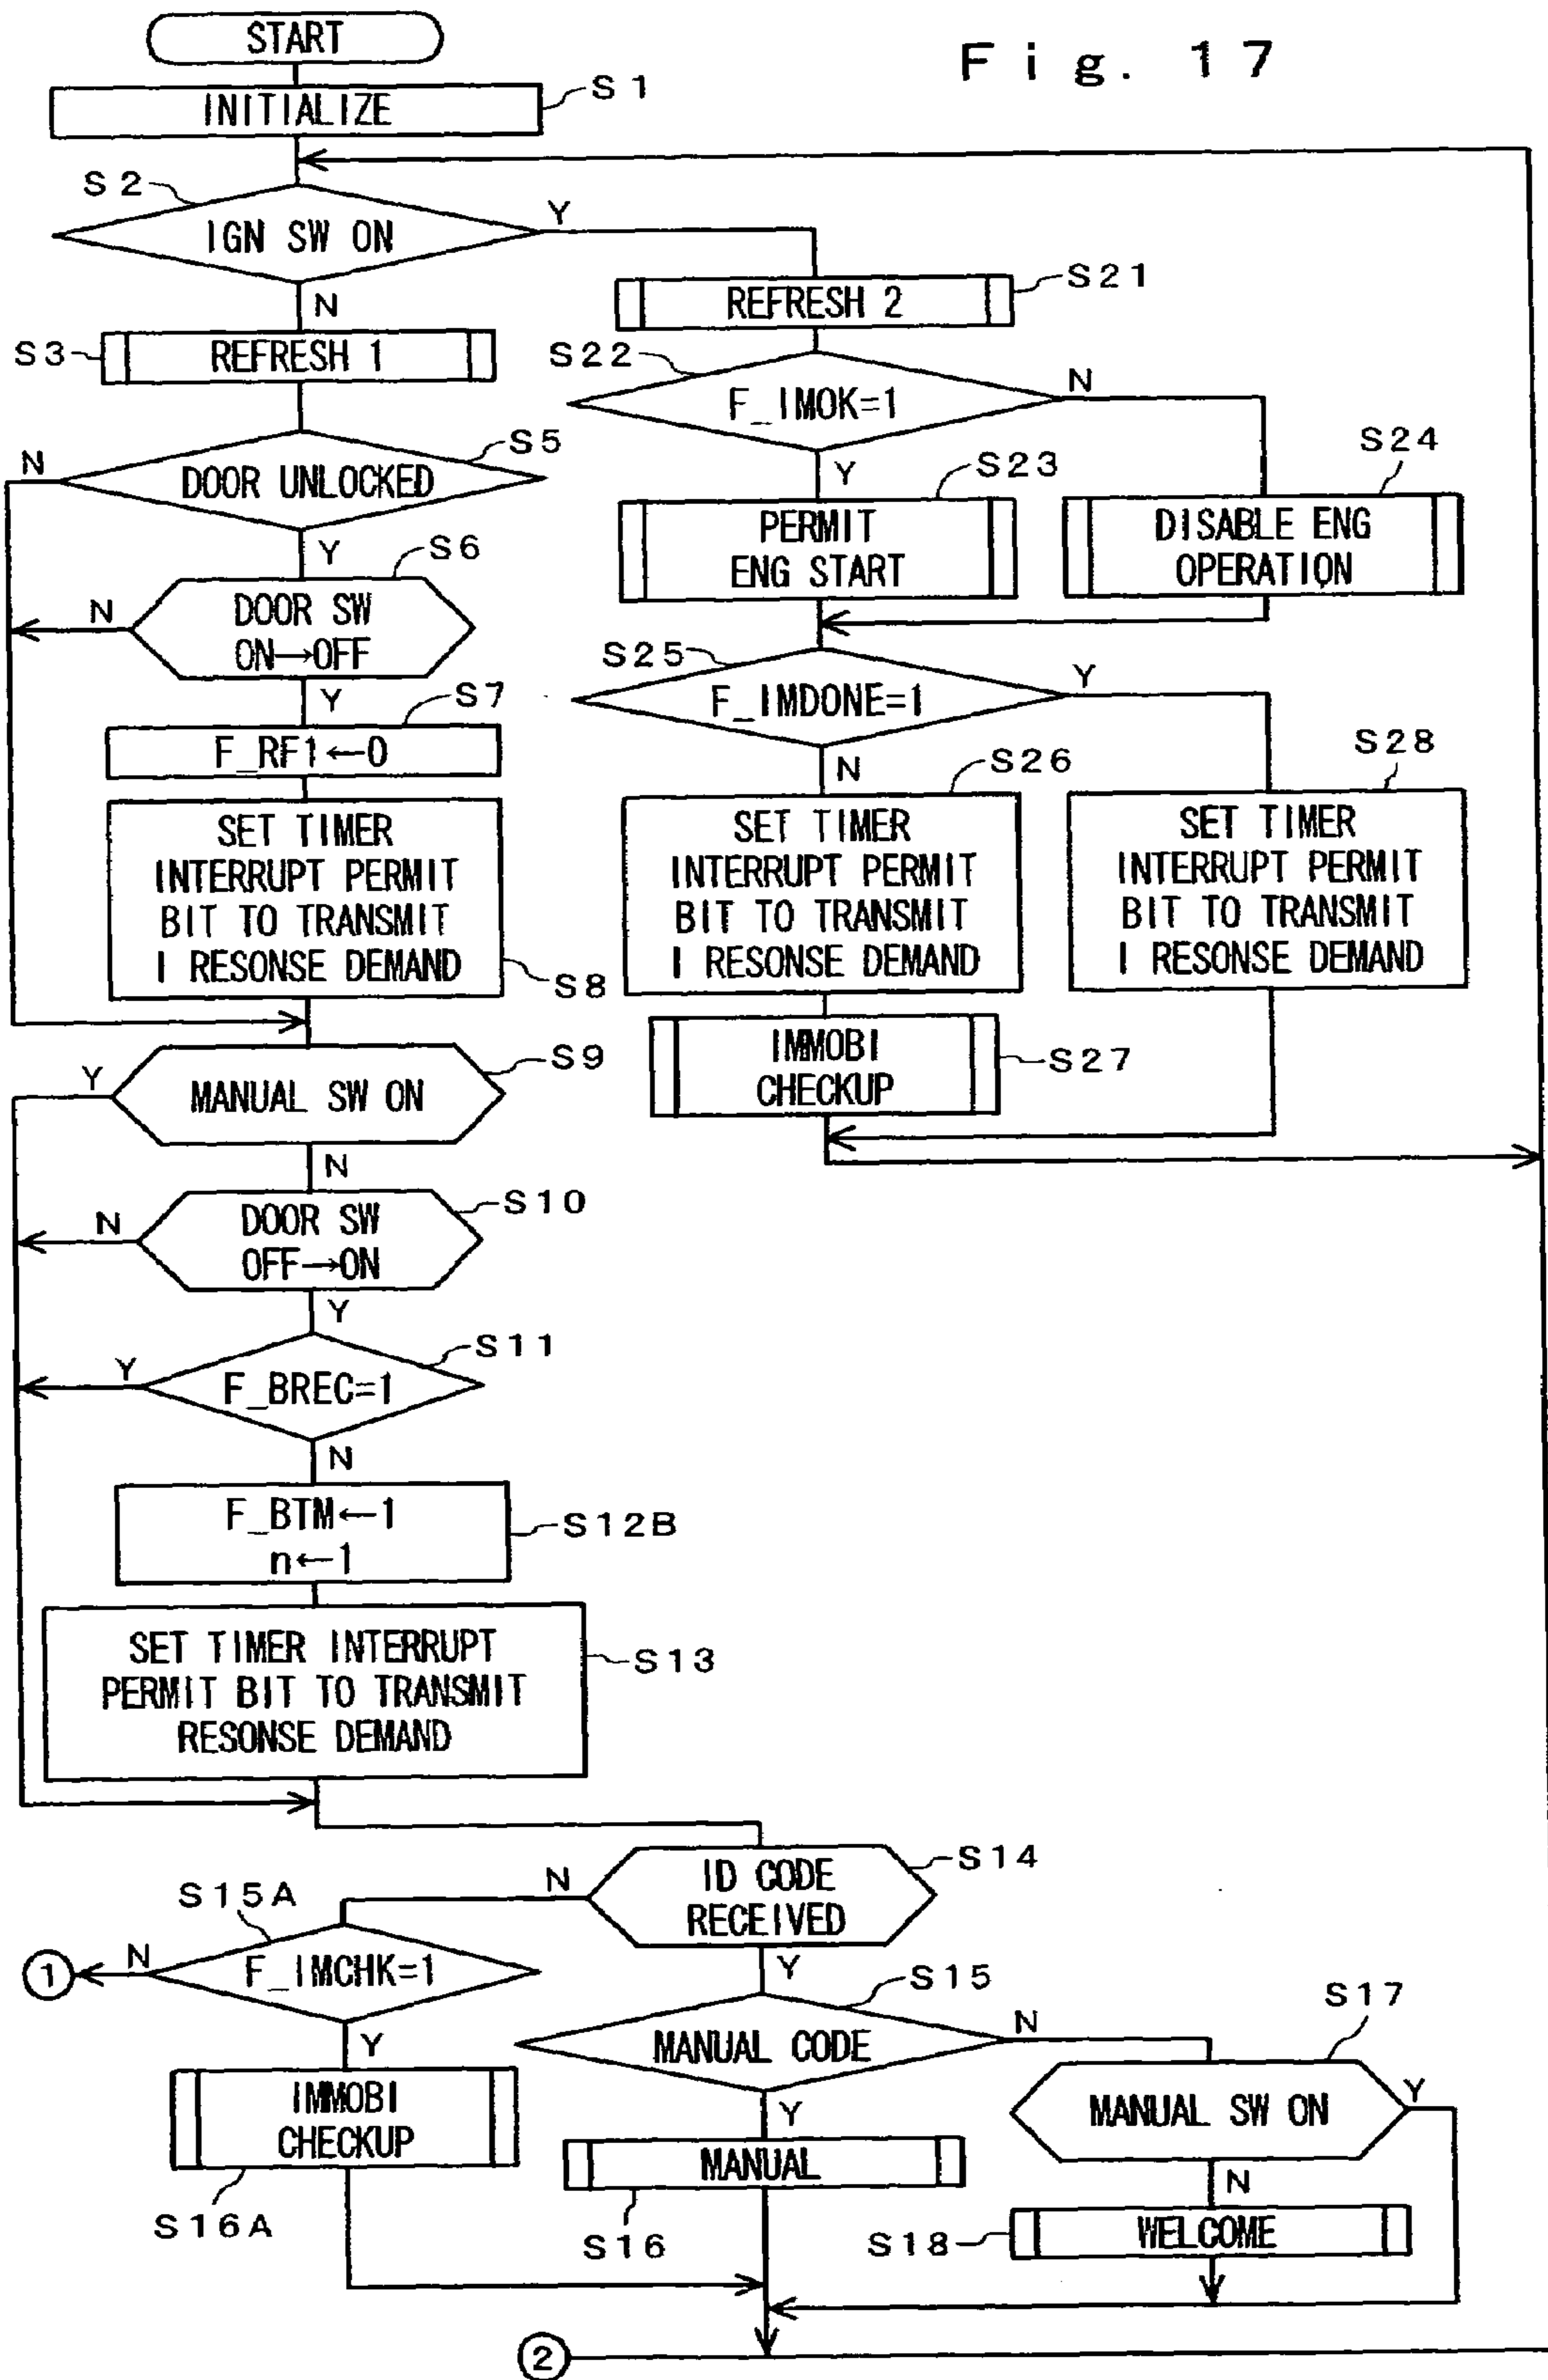 Fig. 17
START
INITIALIZE
S1
S2
IGN SW ON
Y
N
S3
REFRESH 1
S5
N
DOOR UNLOCKED
Y
S6
N
DOOR SW
ON→OFF
Y
S7
F_RF1←0
SET TIMER
INTERRUPT PERMIT
BIT TO TRANSMIT
I RESONSE DEMAND
S8
S9
Y
MANUAL SW ON
N
S10
N
DOOR SW
OFF→ON
Y
S11
Y
F_BREC=1
N
F_BTM←1
n←1
S12B
SET TIMER INTERRUPT
PERMIT BIT TO TRANSMIT
RESONSE DEMAND
S13
S21
REFRESH 2
S22
F_IMOK=1
N
Y
S23
PERMIT
ENG START
S24
DISABLE ENG
OPERATION
S25
F_IMDONE=1
Y
N
S26
SET TIMER
INTERRUPT PERMIT
BIT TO TRANSMIT
I RESONSE DEMAND
S28
SET TIMER
INTERRUPT PERMIT
BIT TO TRANSMIT
I RESONSE DEMAND
IMMOBI
CHECKUP
S27
S14
ID CODE
RECEIVED
N
Y
S15A
F_IMCHK=1
N
1
Y
IMMOBI
CHECKUP
S16A
S15
MANUAL CODE
N
Y
MANUAL
S16
S17
MANUAL SW ON
Y
N
S18
WELCOME
2